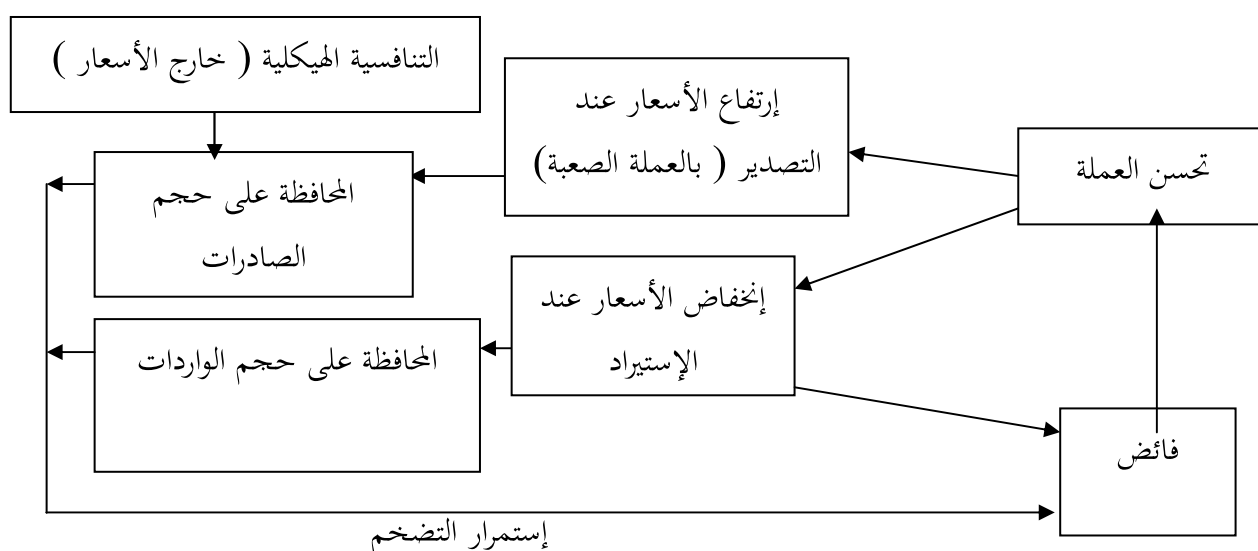 التنافسية الهيكلية ( خارج الأسعار )
إرتفاع الأسعار عند
التصدير ( بالعملة الصعبة)
تحسن العملة
المحافظة على حجم
الصادرات
إنخفاض الأسعار عند
الإستيراد
المحافظة على حجم الواردات
فائض
إستمرار التضخم